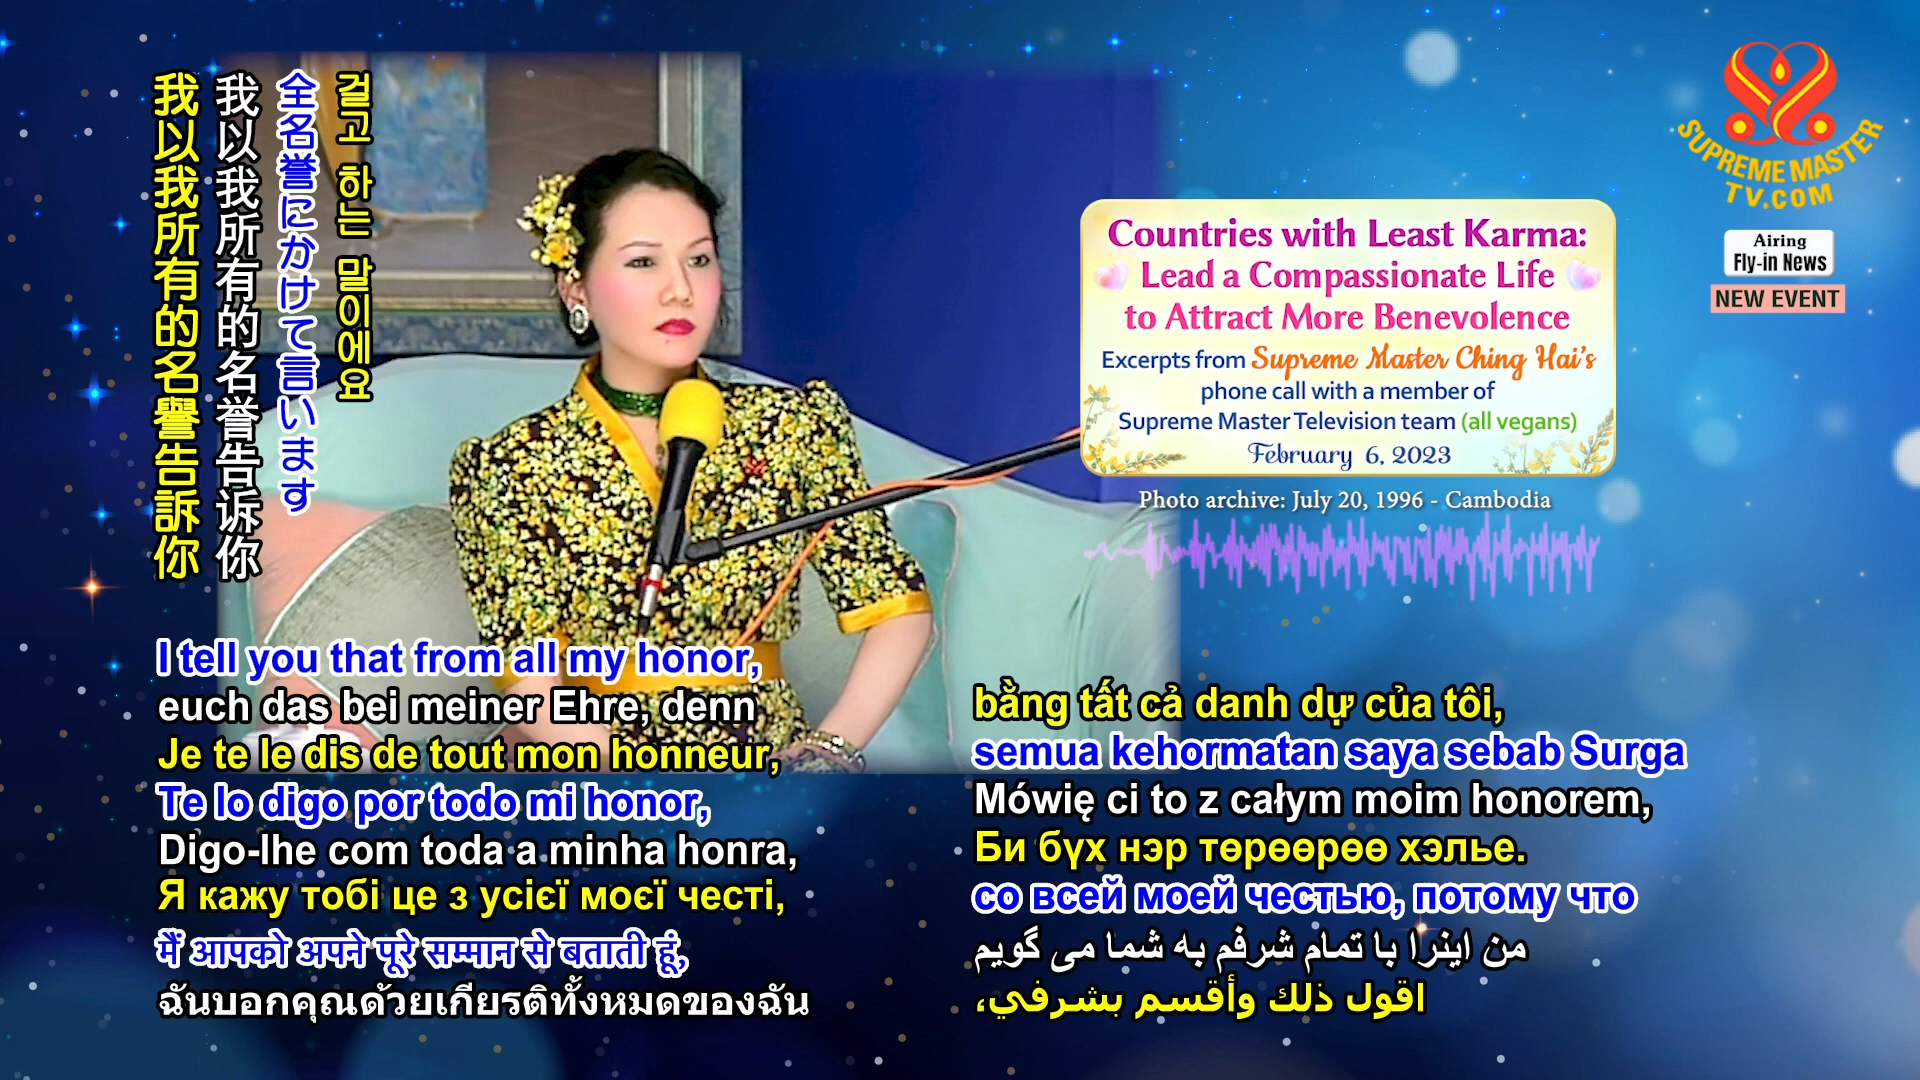 我以我所有的名譽告訴你
我以我所有的名誉告诉你
全名誉にかけて言います
걸고 하는 말이에요
SUPREME MASTER
TV.COM
Airing
Fly-in News
NEW EVENT
Countries with Least Karma:
Lead a Compassionate Life
to Attract More Benevolence
Excerpts from Supreme Master Ching Hai's
phone call with a member of
Supreme Master Television team (all vegans)
February 6, 2023
Photo archive: July 20, 1996 - Cambodia
I tell you that from all my honor,
euch das bei meiner Ehre, denn
Je te le dis de tout mon honneur,
Te lo digo por todo mi honor,
Digo-lhe com toda a minha honra,
Я кажу тобі це з усієї моєї честі,
मैं आपको अपने पूरे सम्मान से बताती हूं,
ฉันบอกคุณด้วยเกียรติทั้งหมดของฉัน
bằng tất cả danh dự của tôi,
semua kehormatan saya sebab Surga
Mówię ci to z całym moim honorem,
Би бүх нэр төрөөрөө хэлье.
со всей моей честью, потому что
من اینرا با تمام شرفم به شما می گویم
اقول ذلك وأقسم بشرفي،